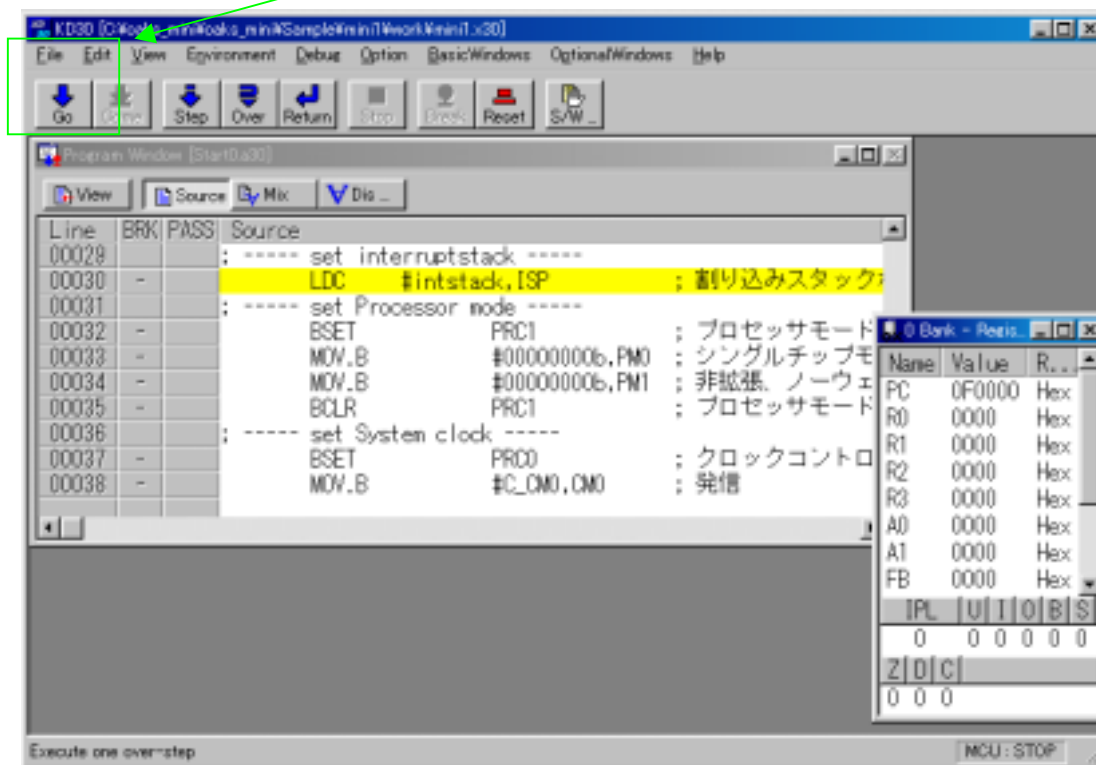 KD30 [C:¥oaks_mini¥oaks_mini¥Sample¥mini1¥work¥mini1.x30]
File Edit View Environment Debug Option BasicWindows OptionalWindows Help
Go Come Step Over Return Stop Break Reset S/W ...
Program Window [Start0.a30]
View Source Mix Dis ...
Line BRK PASS Source
00029 ; ----- set interruptstack -----
00030 - LDC #intstack,ISP ; 割り込みスタック
00031 ; ----- set Processor mode -----
00032 - BSET PRC1 ; プロセッサモード
00033 - MOV.B #00000000b,PM0 ; シングルチップモ
00034 - MOV.B #00000000b,PM1 ; 非拡張、ノーウェ
00035 - BCLR PRC1 ; プロセッサモード
00036 ; ----- set System clock -----
00037 - BSET PRC0 ; クロックコントロ
00038 - MOV.B #C_CM0,CM0 ; 発信
0 Bank - Regis...
Name Value R...
PC 0F0000 Hex
R0 0000 Hex
R1 0000 Hex
R2 0000 Hex
R3 0000 Hex
A0 0000 Hex
A1 0000 Hex
FB 0000 Hex
IPL U I O B S
0 0 0 0 0 0
Z D C
0 0 0
Execute one over-step
MCU : STOP